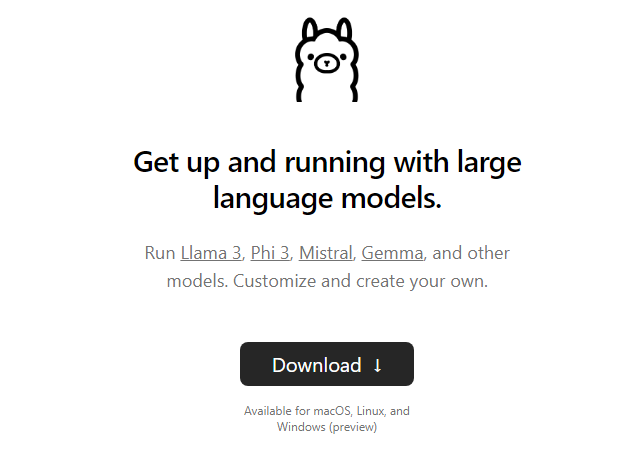 Get up and running with large
language models.
Run Llama 3, Phi 3, Mistral, Gemma, and other
models. Customize and create your own.
Download ↓
Available for macOS, Linux, and
Windows (preview)